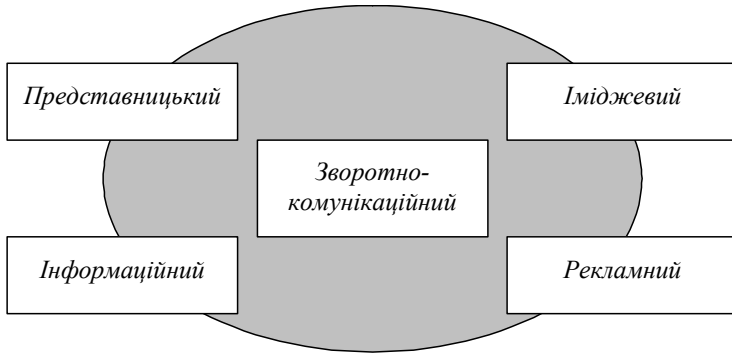 Представницький
Іміджевий
Зворотно-
комунікаційний
Інформаційний
Рекламний